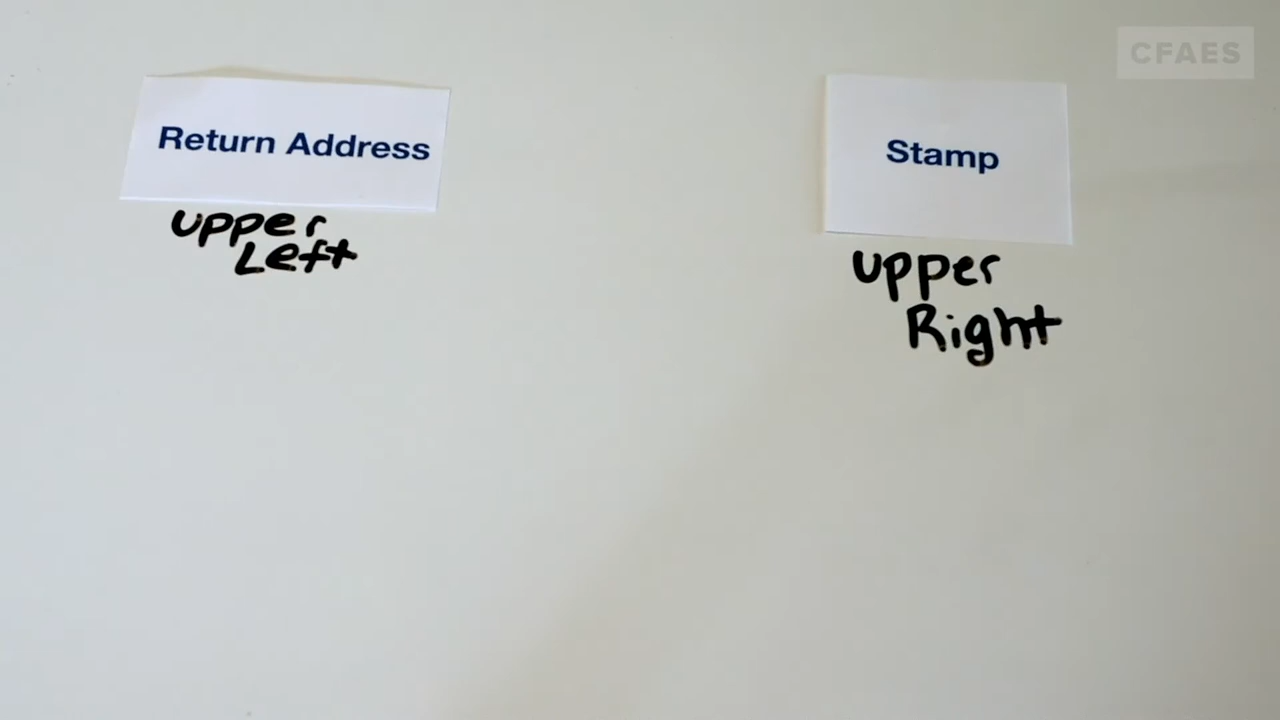 CFAES
Return Address
upper
Left
Stamp
upper
Right